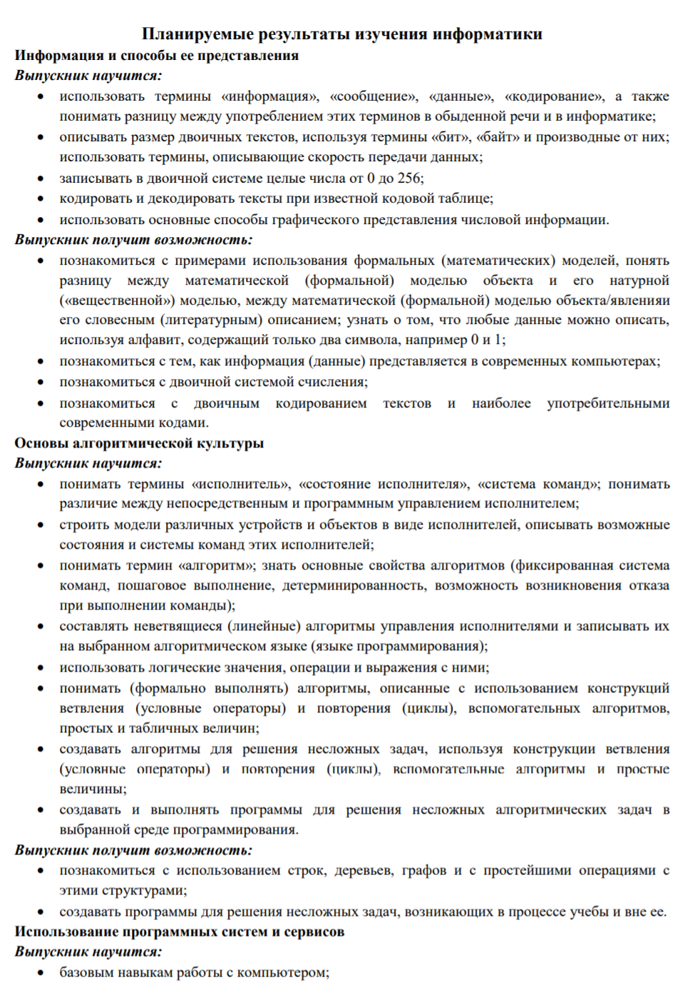 Планируемые результаты изучения информатики
Информация и способы ее представления
Выпускник научится:
• использовать термины «информация», «сообщение», «данные», «кодирование», а также
понимать разницу между употреблением этих терминов в обыденной речи и в информатике;
• описывать размер двоичных текстов, используя термины «бит», «байт» и производные от них;
использовать термины, описывающие скорость передачи данных;
• записывать в двоичной системе целые числа от 0 до 256;
• кодировать и декодировать тексты при известной кодовой таблице;
• использовать основные способы графического представления числовой информации.
Выпускник получит возможность:
• познакомиться с примерами использования формальных (математических) моделей, понять
разницу между математической (формальной) моделью объекта и его натурной
(«вещественной») моделью, между математической (формальной) моделью объекта/явленияи
его словесным (литературным) описанием; узнать о том, что любые данные можно описать,
используя алфавит, содержащий только два символа, например 0 и 1;
• познакомиться с тем, как информация (данные) представляется в современных компьютерах;
• познакомиться с двоичной системой счисления;
• познакомиться с двоичным кодированием текстов и наиболее употребительными
современными кодами.
Основы алгоритмической культуры
Выпускник научится:
• понимать термины «исполнитель», «состояние исполнителя», «система команд»; понимать
различие между непосредственным и программным управлением исполнителем;
• строить модели различных устройств и объектов в виде исполнителей, описывать возможные
состояния и системы команд этих исполнителей;
• понимать термин «алгоритм»; знать основные свойства алгоритмов (фиксированная система
команд, пошаговое выполнение, детерминированность, возможность возникновения отказа
при выполнении команды);
• составлять неветвящиеся (линейные) алгоритмы управления исполнителями и записывать их
на выбранном алгоритмическом языке (языке программирования);
• использовать логические значения, операции и выражения с ними;
• понимать (формально выполнять) алгоритмы, описанные с использованием конструкций
ветвления (условные операторы) и повторения (циклы), вспомогательных алгоритмов,
простых и табличных величин;
• создавать алгоритмы для решения несложных задач, используя конструкции ветвления
(условные операторы) и повторения (циклы), вспомогательные алгоритмы и простые
величины;
• создавать и выполнять программы для решения несложных алгоритмических задач в
выбранной среде программирования.
Выпускник получит возможность:
• познакомиться с использованием строк, деревьев, графов и с простейшими операциями с
этими структурами;
• создавать программы для решения несложных задач, возникающих в процессе учебы и вне ее.
Использование программных систем и сервисов
Выпускник научится:
• базовым навыкам работы с компьютером;